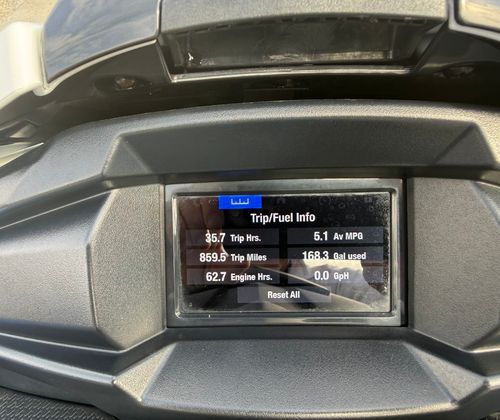 Trip/Fuel Info
35.7 Trip Hrs. 5.1 Av MPG
859.5 Trip Miles 168.3 Gal used
62.7 Engine Hrs. 0.0 GpH
Reset All